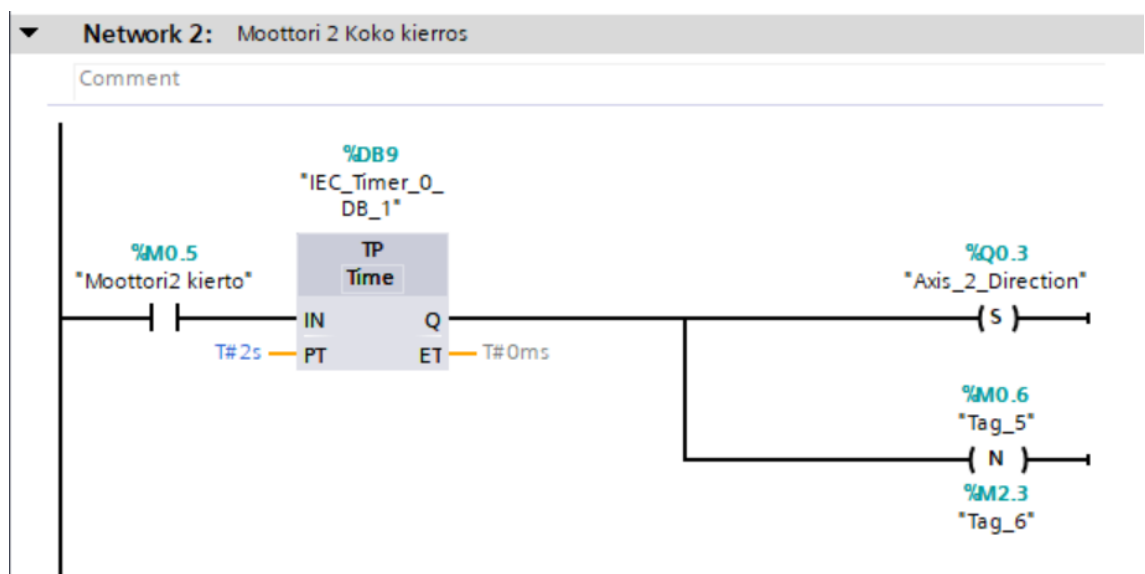 Network 2: Moottori 2 Koko kierros
Comment
%DB9
"IEC_Timer_0_
DB_1"
%M0.5
"Moottori2 kierto"
TP
Time
%Q0.3
"Axis_2_Direction"
IN Q
S
T#2s PT ET T#0ms
%M0.6
"Tag_5"
N
%M2.3
"Tag_6"